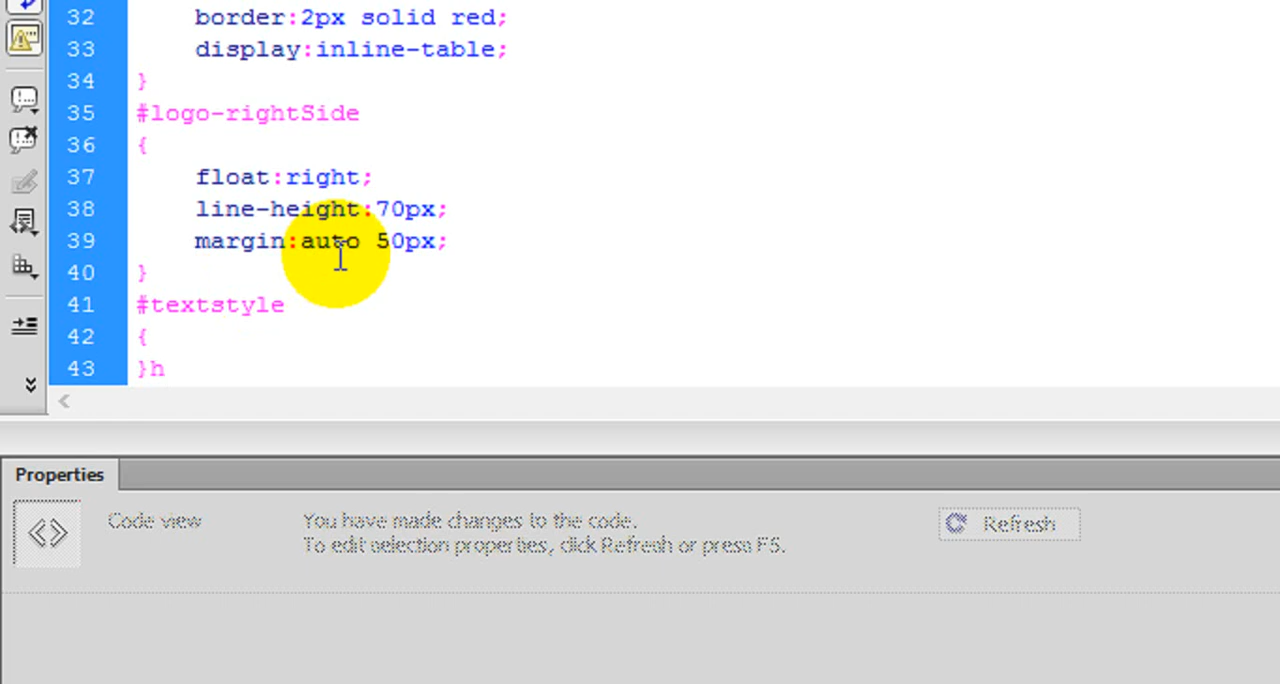 32 border:2px solid red;
33 display:inline-table;
34 }
35 #logo-rightSide
36 {
37 float:right;
38 line-height:70px;
39 margin:auto 50px;
40 }
41 #textstyle
42 {
43 }h
Properties
Code view You have made changes to the code. Refresh
To edit selection properties, click Refresh or press F5.